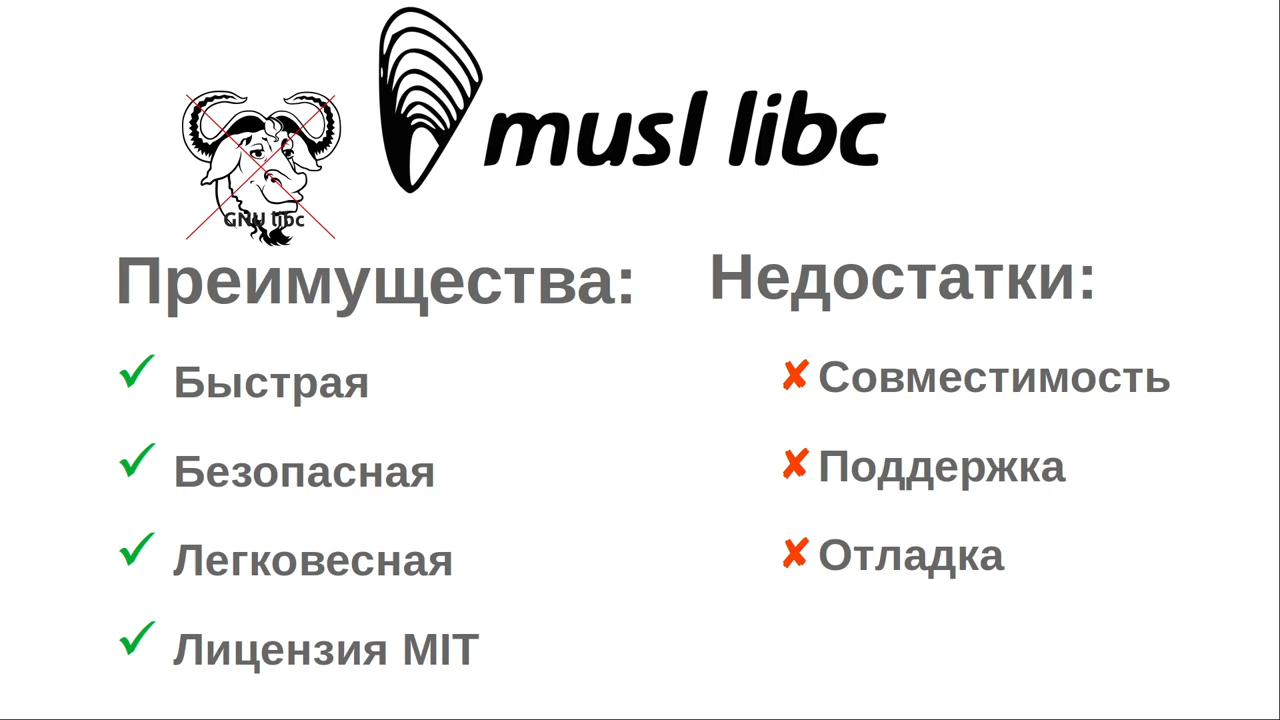 musl libc
GNU libc
Преимущества:
Быстрая
Безопасная
Легковесная
Лицензия MIT
Недостатки:
Совместимость
Поддержка
Отладка